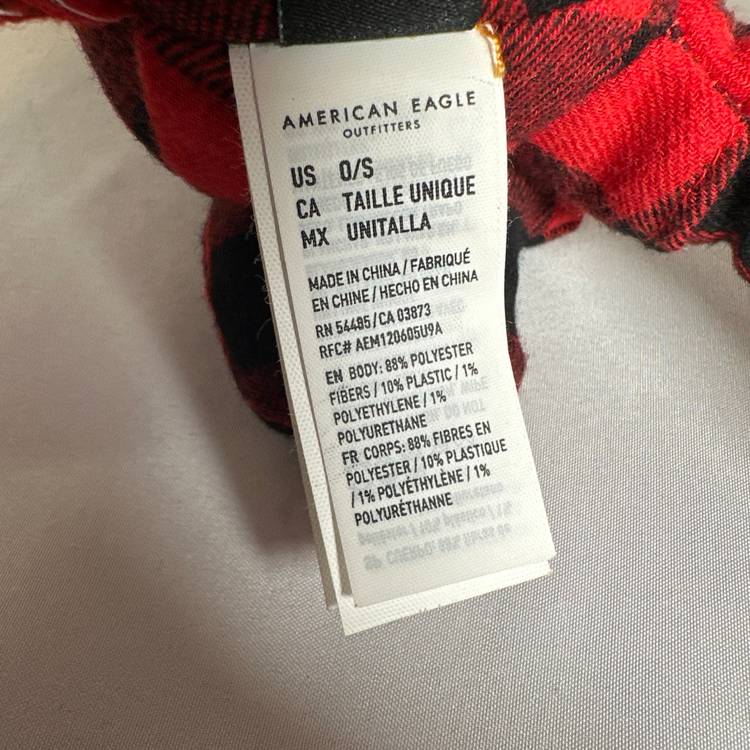 AMERICAN EAGLE
OUTFITTERS
US O/S
CA TAILLE UNIQUE
MX UNITALLA
MADE IN CHINA / FABRIQUÉ
EN CHINE / HECHO EN CHINA
RN 54485/CA 03873
RFC# AEM120605U9A
EN BODY: 88% POLYESTER
FIBERS / 10% PLASTIC / 1%
POLYETHYLENE / 1%
POLYURETHANE
FR CORPS: 88% FIBRES EN
POLYESTER / 10% PLASTIQUE
/ 1% POLYÉTHYLÈNE / 1%
POLYURÉTHANNE